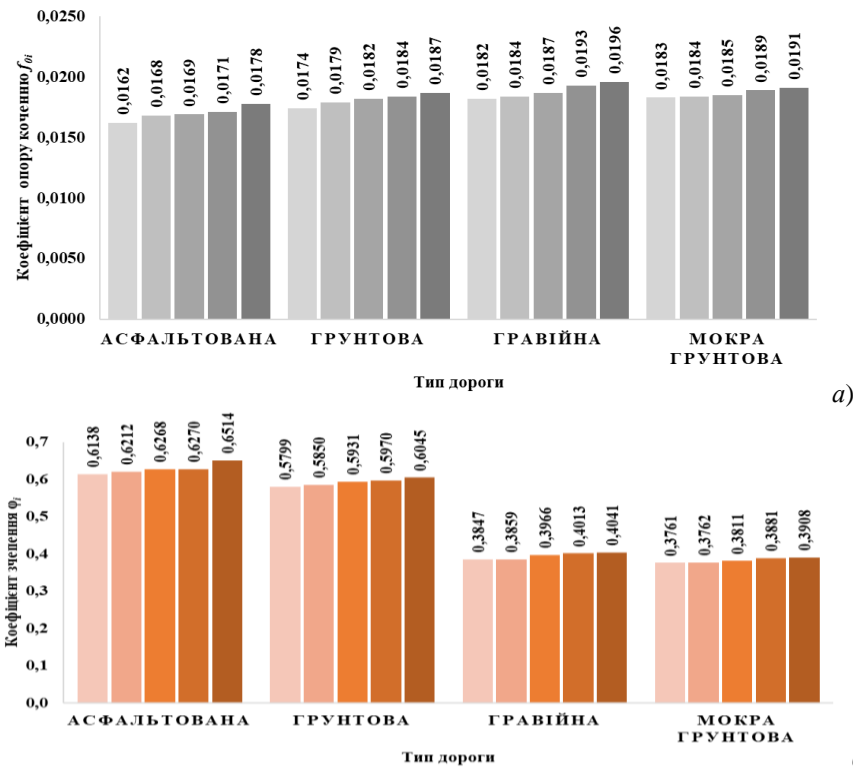 0,0250
0,0200
0,0150
0,0100
0,0050
0,0000
Коефіцієнт опору коченню f0i
0,0162 0,0168 0,0169 0,0171 0,0178
0,0174 0,0179 0,0182 0,0184 0,0187
0,0182 0,0184 0,0187 0,0193 0,0196
0,0183 0,0184 0,0185 0,0189 0,0191
АСФАЛЬТОВАНА ГРУНТОВА ГРАВІЙНА МОКРА
ГРУНТОВА
Тип дороги
а)
0,7
0,6
0,5
0,4
0,3
0,2
0,1
0,0
Коефіцієнт зчепення φi
0,6138 0,6212 0,6268 0,6270 0,6514
0,5799 0,5850 0,5931 0,5970 0,6045
0,3847 0,3859 0,3966 0,4013 0,4041
0,3761 0,3762 0,3811 0,3881 0,3908
АСФАЛЬТОВАНА ГРУНТОВА ГРАВІЙНА МОКРА
ГРУНТОВА
Тип дороги